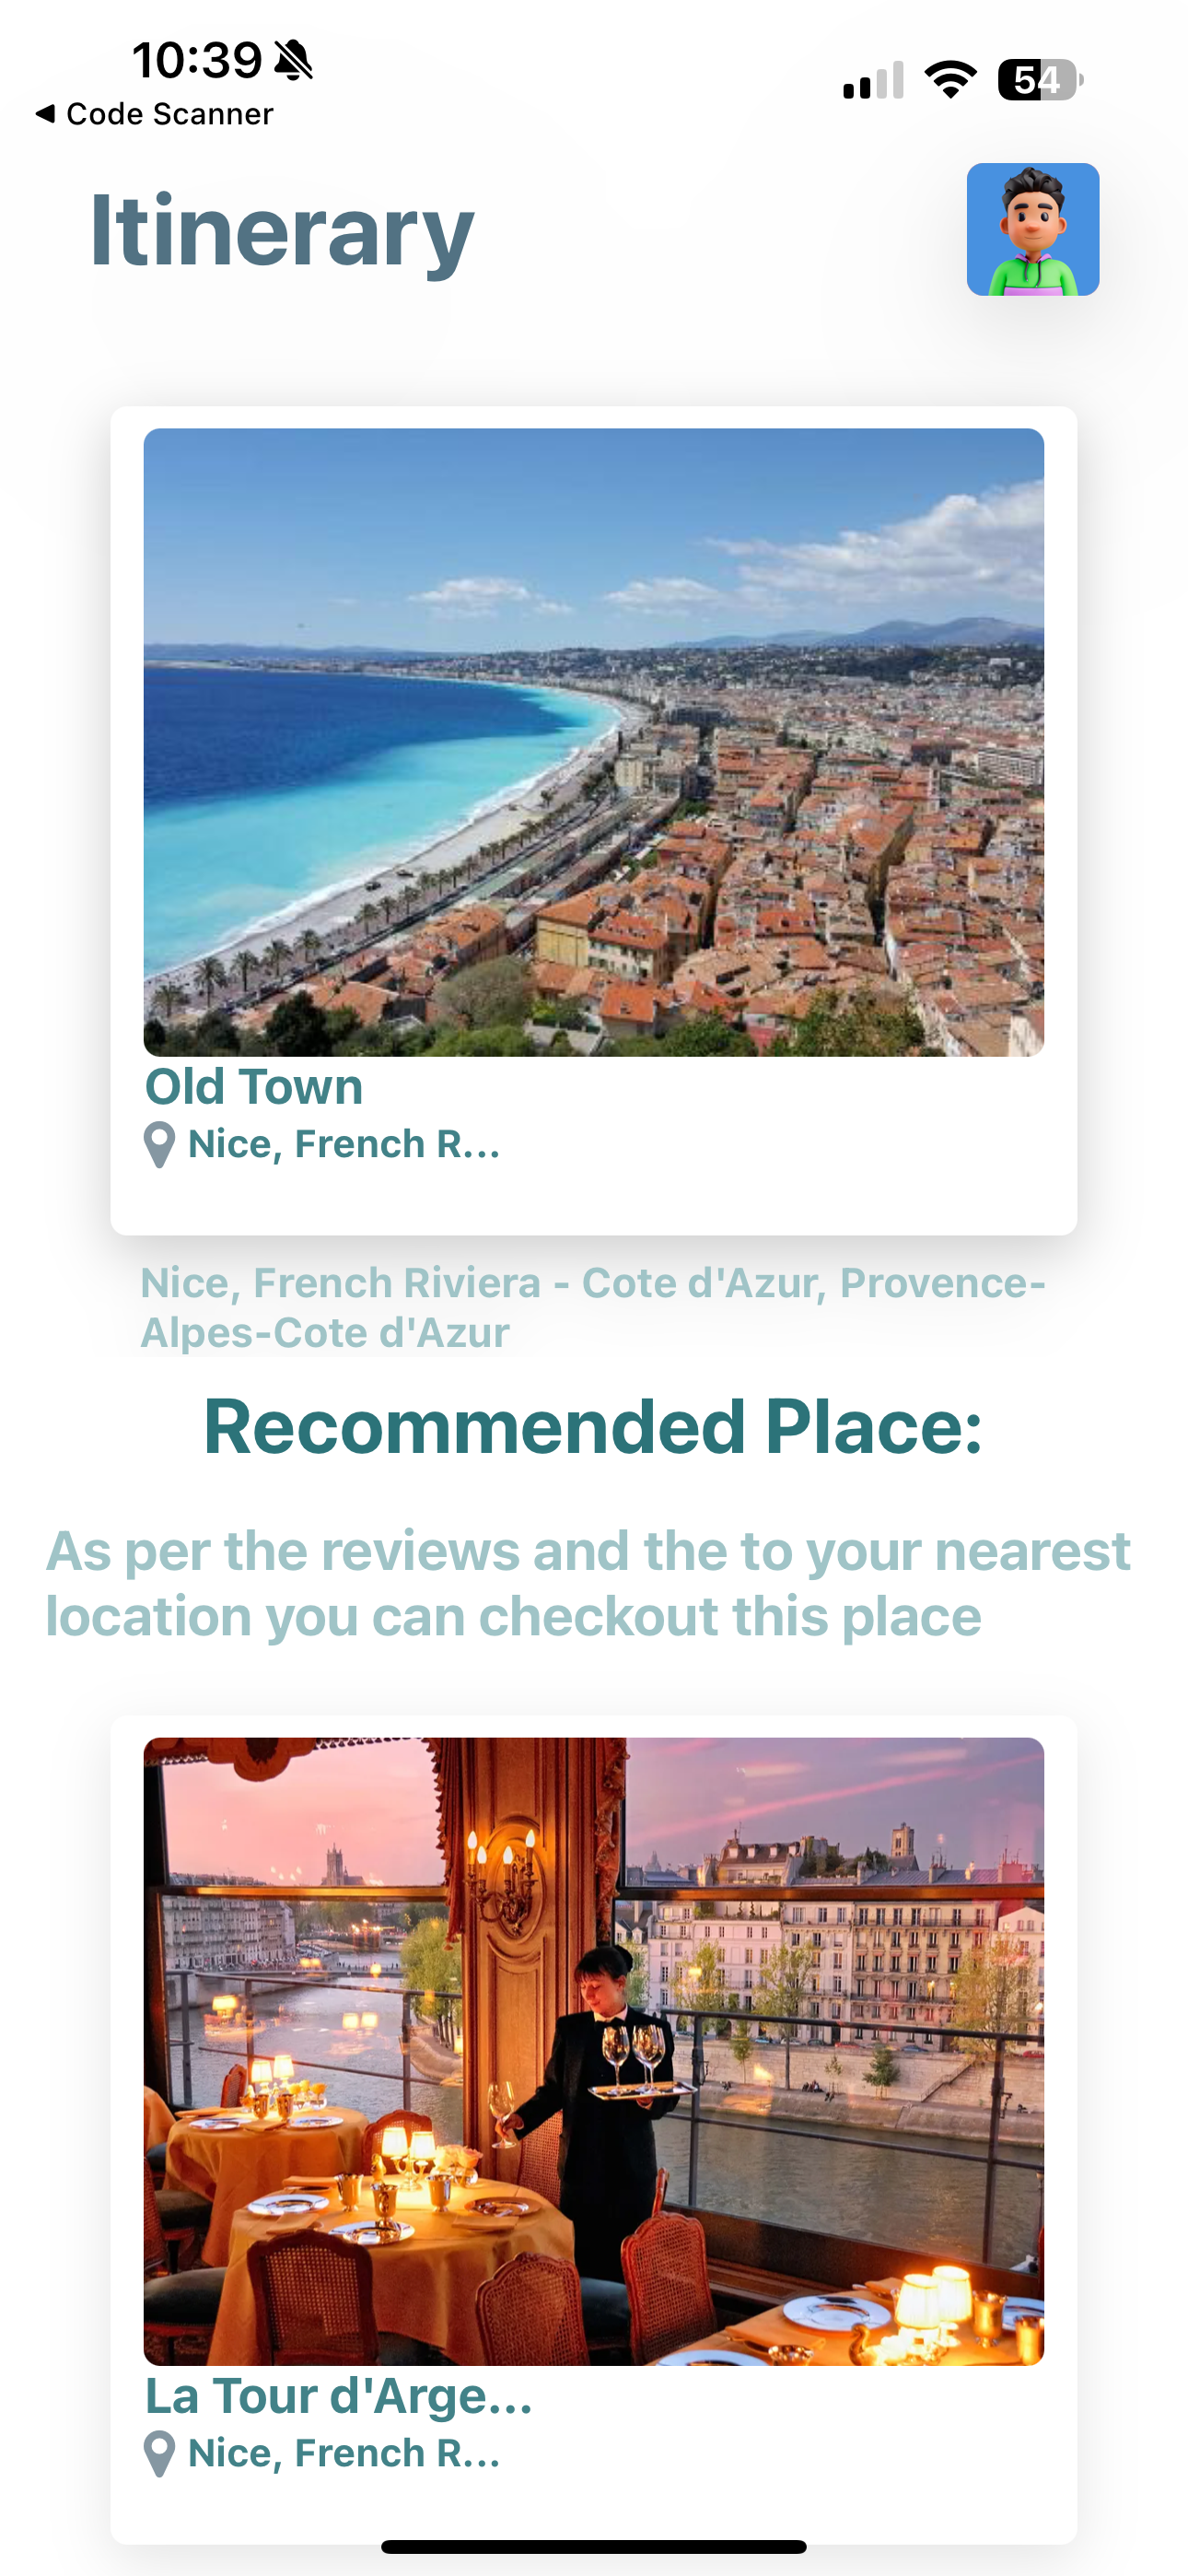 10:39
54
◀ Code Scanner
Itinerary
Old Town
Nice, French R...
Nice, French Riviera - Cote d'Azur, Provence-
Alpes-Cote d'Azur
Recommended Place:
As per the reviews and the to your nearest
location you can checkout this place
La Tour d'Arge...
Nice, French R...